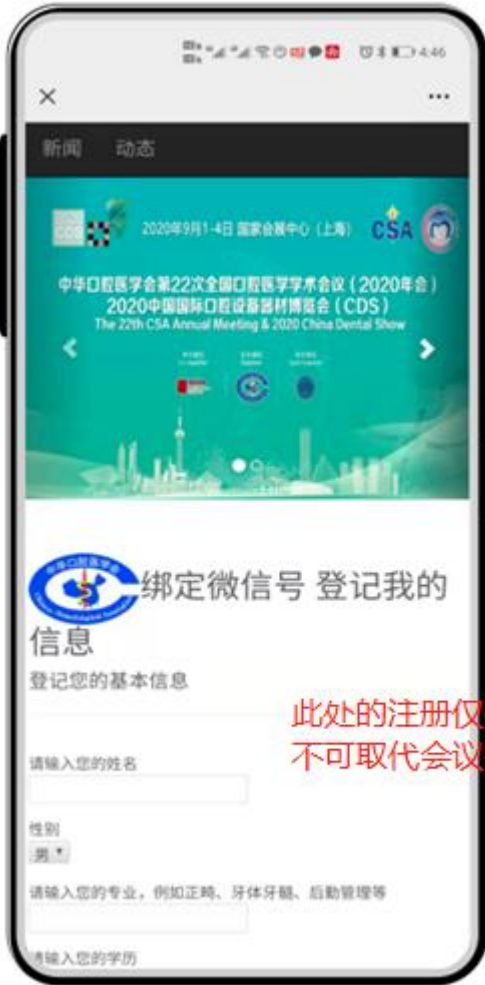 4:46
新闻 动态
2020年9月1-4日 国家会展中心（上海）
CSA
中华口腔医学会第22次全国口腔医学学术会议（2020年会）
2020中国国际口腔设备器材博览会（CDS）
The 22th CSA Annual Meeting & 2020 China Dental Show
中华口腔医学会
绑定微信号 登记我的
信息
登记您的基本信息
此处的注册仅
不可取代会议
请输入您的姓名
性别
男
请输入您的专业，例如正畸、牙体牙髓、后勤管理等
请输入您的学历